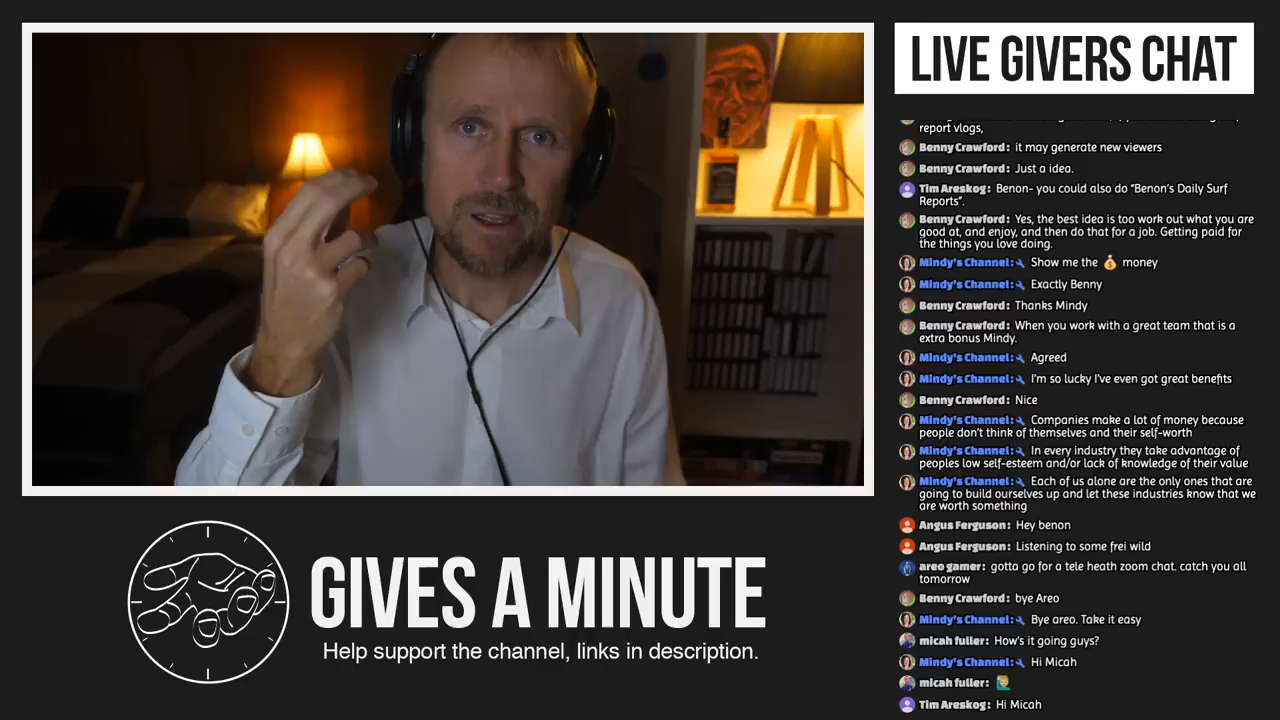 LIVE GIVERS CHAT
report vlogs,
Benny Crawford: it may generate new viewers
Benny Crawford: Just a idea.
Tim Areskog: Benon- you could also do “Benon’s Daily Surf
Reports”.
Benny Crawford: Yes, the best idea is too work out what you are
good at, and enjoy, and then do that for a job. Getting paid for
the things you love doing.
Mindy's Channel: Show me the 💰 money
Mindy's Channel: Exactly Benny
Benny Crawford: Thanks Mindy
Benny Crawford: When you work with a great team that is a
extra bonus Mindy.
Mindy's Channel: Agreed
Mindy's Channel: I’m so lucky I’ve even got great benefits
Benny Crawford: Nice
Mindy's Channel: Companies make a lot of money because
people don’t think of themselves and their self-worth
Mindy's Channel: In every industry they take advantage of
peoples low self-esteem and/or lack of knowledge of their value
Mindy's Channel: Each of us alone are the only ones that are
going to build ourselves up and let these industries know that we
are worth something
Angus Ferguson: Hey benon
Angus Ferguson: Listening to some frei wild
areo gamer: gotta go for a tele heath zoom chat. catch you all
tomorrow
Benny Crawford: bye Areo
Mindy's Channel: Bye areo. Take it easy
micah fuller: How's it going guys?
Mindy's Channel: Hi Micah
micah fuller: 🙋🏼‍♂️
Tim Areskog: Hi Micah
GIVES A MINUTE
Help support the channel, links in description.